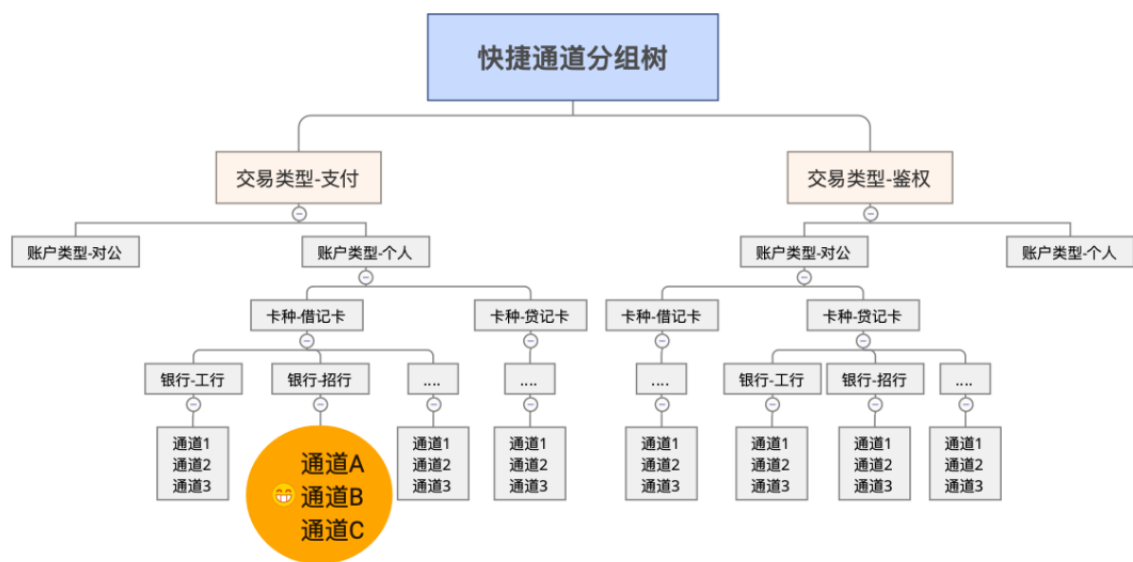 快捷通道分组树
交易类型-支付
交易类型-鉴权
账户类型-对公
账户类型-个人
账户类型-对公
账户类型-个人
卡种-借记卡
卡种-贷记卡
卡种-借记卡
卡种-贷记卡
银行-工行
银行-招行
....
....
....
银行-工行
银行-招行
....
通道1
通道2
通道3
通道A
通道B
通道C
通道1
通道2
通道3
通道1
通道2
通道3
通道1
通道2
通道3
通道1
通道2
通道3
通道1
通道2
通道3
通道1
通道2
通道3